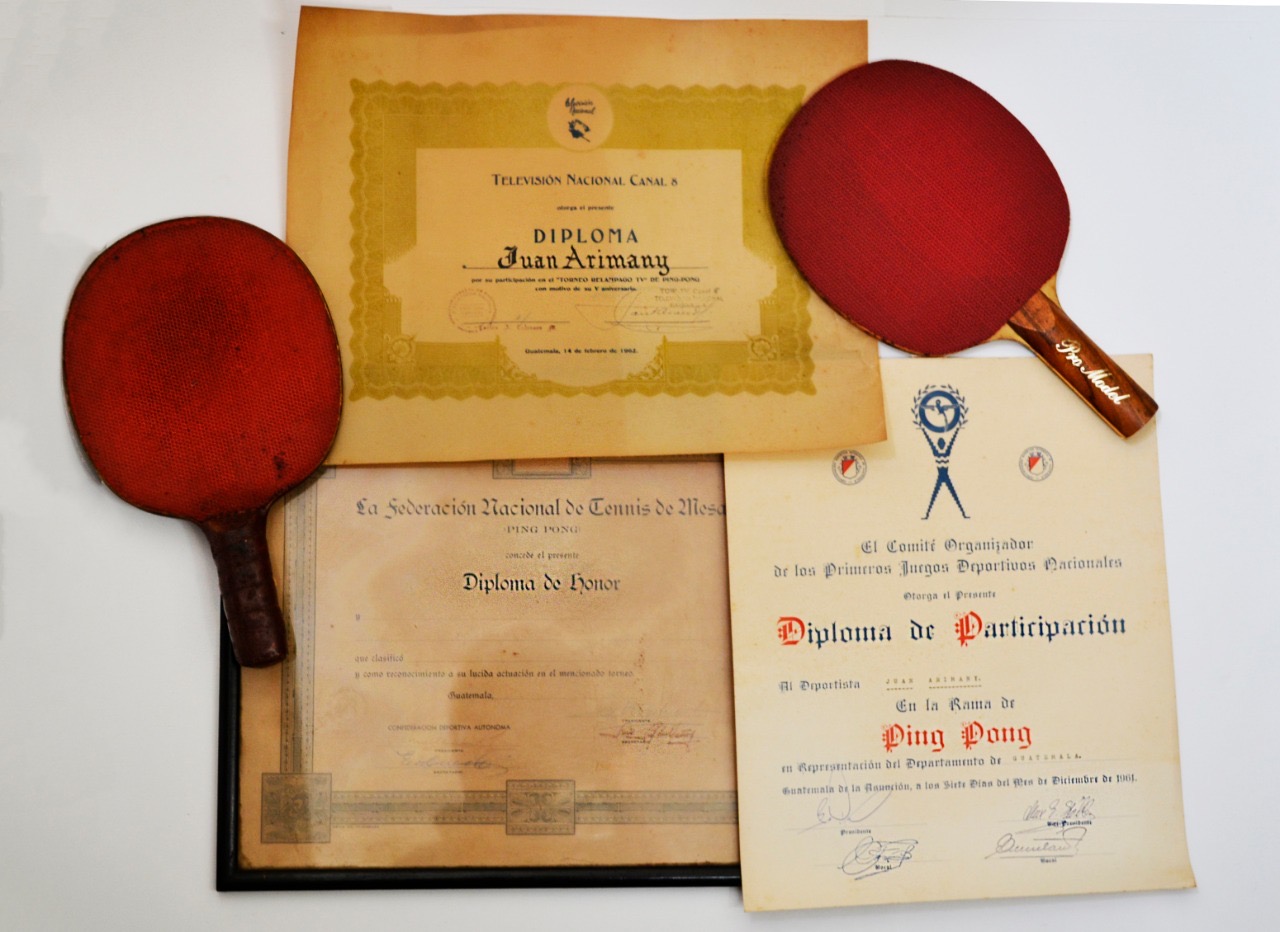 Televisión Nacional Canal 8
otorga el presente
DIPLOMA
Juan Arimany
por su participación en el "TORNEO RELAMPAGO TV" DE PING-PONG
con motivo de su V aniversario.
Guatemala, 14 de febrero de 1962.
Pro Model
La Federación Nacional de Tennis de Mesa
(PING PONG)
concede el presente
Diploma de Honor
que clasificó
y como reconocimiento a su lucida actuación en el mencionado torneo.
Guatemala,
CONFEDERACION DEPORTIVA AUTONOMA
El Comité Organizador
de los Primeros Juegos Deportivos Nacionales
Otorga el Presente
Diploma de Participación
Al Deportista JUAN ARIMANY.
En la Rama de
Ping Pong
en Representación del Departamento de GUATEMALA.
Guatemala de la Asunción, a los Siete Días del Mes de Diciembre de 1961.
Presidente
Vice-Presidente
Vocal
Vocal